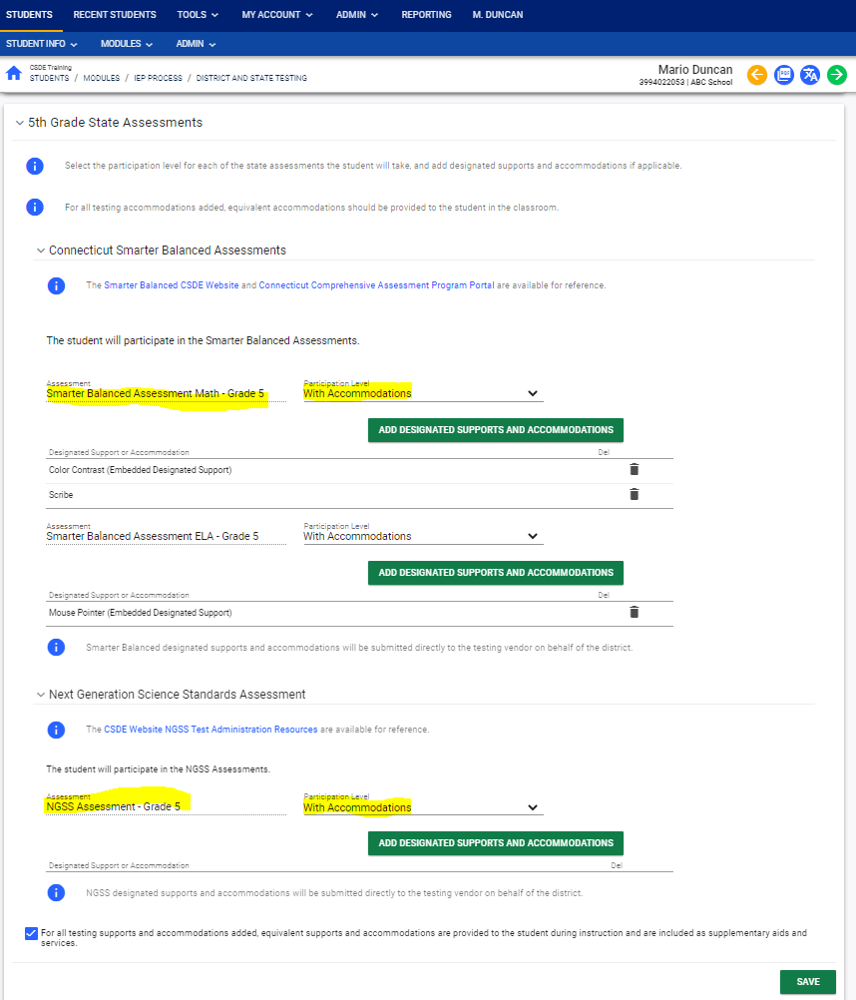 STUDENTS RECENT STUDENTS TOOLS MY ACCOUNT ADMIN REPORTING M. DUNCAN
STUDENT INFO MODULES ADMIN
CSDE Training
STUDENTS / MODULES / IEP PROCESS / DISTRICT AND STATE TESTING
Mario Duncan
3994022053 | ABC School
5th Grade State Assessments
Select the participation level for each of the state assessments the student will take, and add designated supports and accommodations if applicable.
For all testing accommodations added, equivalent accommodations should be provided to the student in the classroom.
Connecticut Smarter Balanced Assessments
The Smarter Balanced CSDE Website and Connecticut Comprehensive Assessment Program Portal are available for reference.
The student will participate in the Smarter Balanced Assessments.
Assessment Participation Level
Smarter Balanced Assessment Math - Grade 5 With Accommodations
ADD DESIGNATED SUPPORTS AND ACCOMMODATIONS
Designated Support or Accommodation Del
Color Contrast (Embedded Designated Support)
Scribe
Assessment Participation Level
Smarter Balanced Assessment ELA - Grade 5 With Accommodations
ADD DESIGNATED SUPPORTS AND ACCOMMODATIONS
Designated Support or Accommodation Del
Mouse Pointer (Embedded Designated Support)
Smarter Balanced designated supports and accommodations will be submitted directly to the testing vendor on behalf of the district.
Next Generation Science Standards Assessment
The CSDE Website NGSS Test Administration Resources are available for reference.
The student will participate in the NGSS Assessments.
Assessment Participation Level
NGSS Assessment - Grade 5 With Accommodations
ADD DESIGNATED SUPPORTS AND ACCOMMODATIONS
Designated Support or Accommodation Del
NGSS designated supports and accommodations will be submitted directly to the testing vendor on behalf of the district.
For all testing supports and accommodations added, equivalent supports and accommodations are provided to the student during instruction and are included as supplementary aids and
services.
SAVE